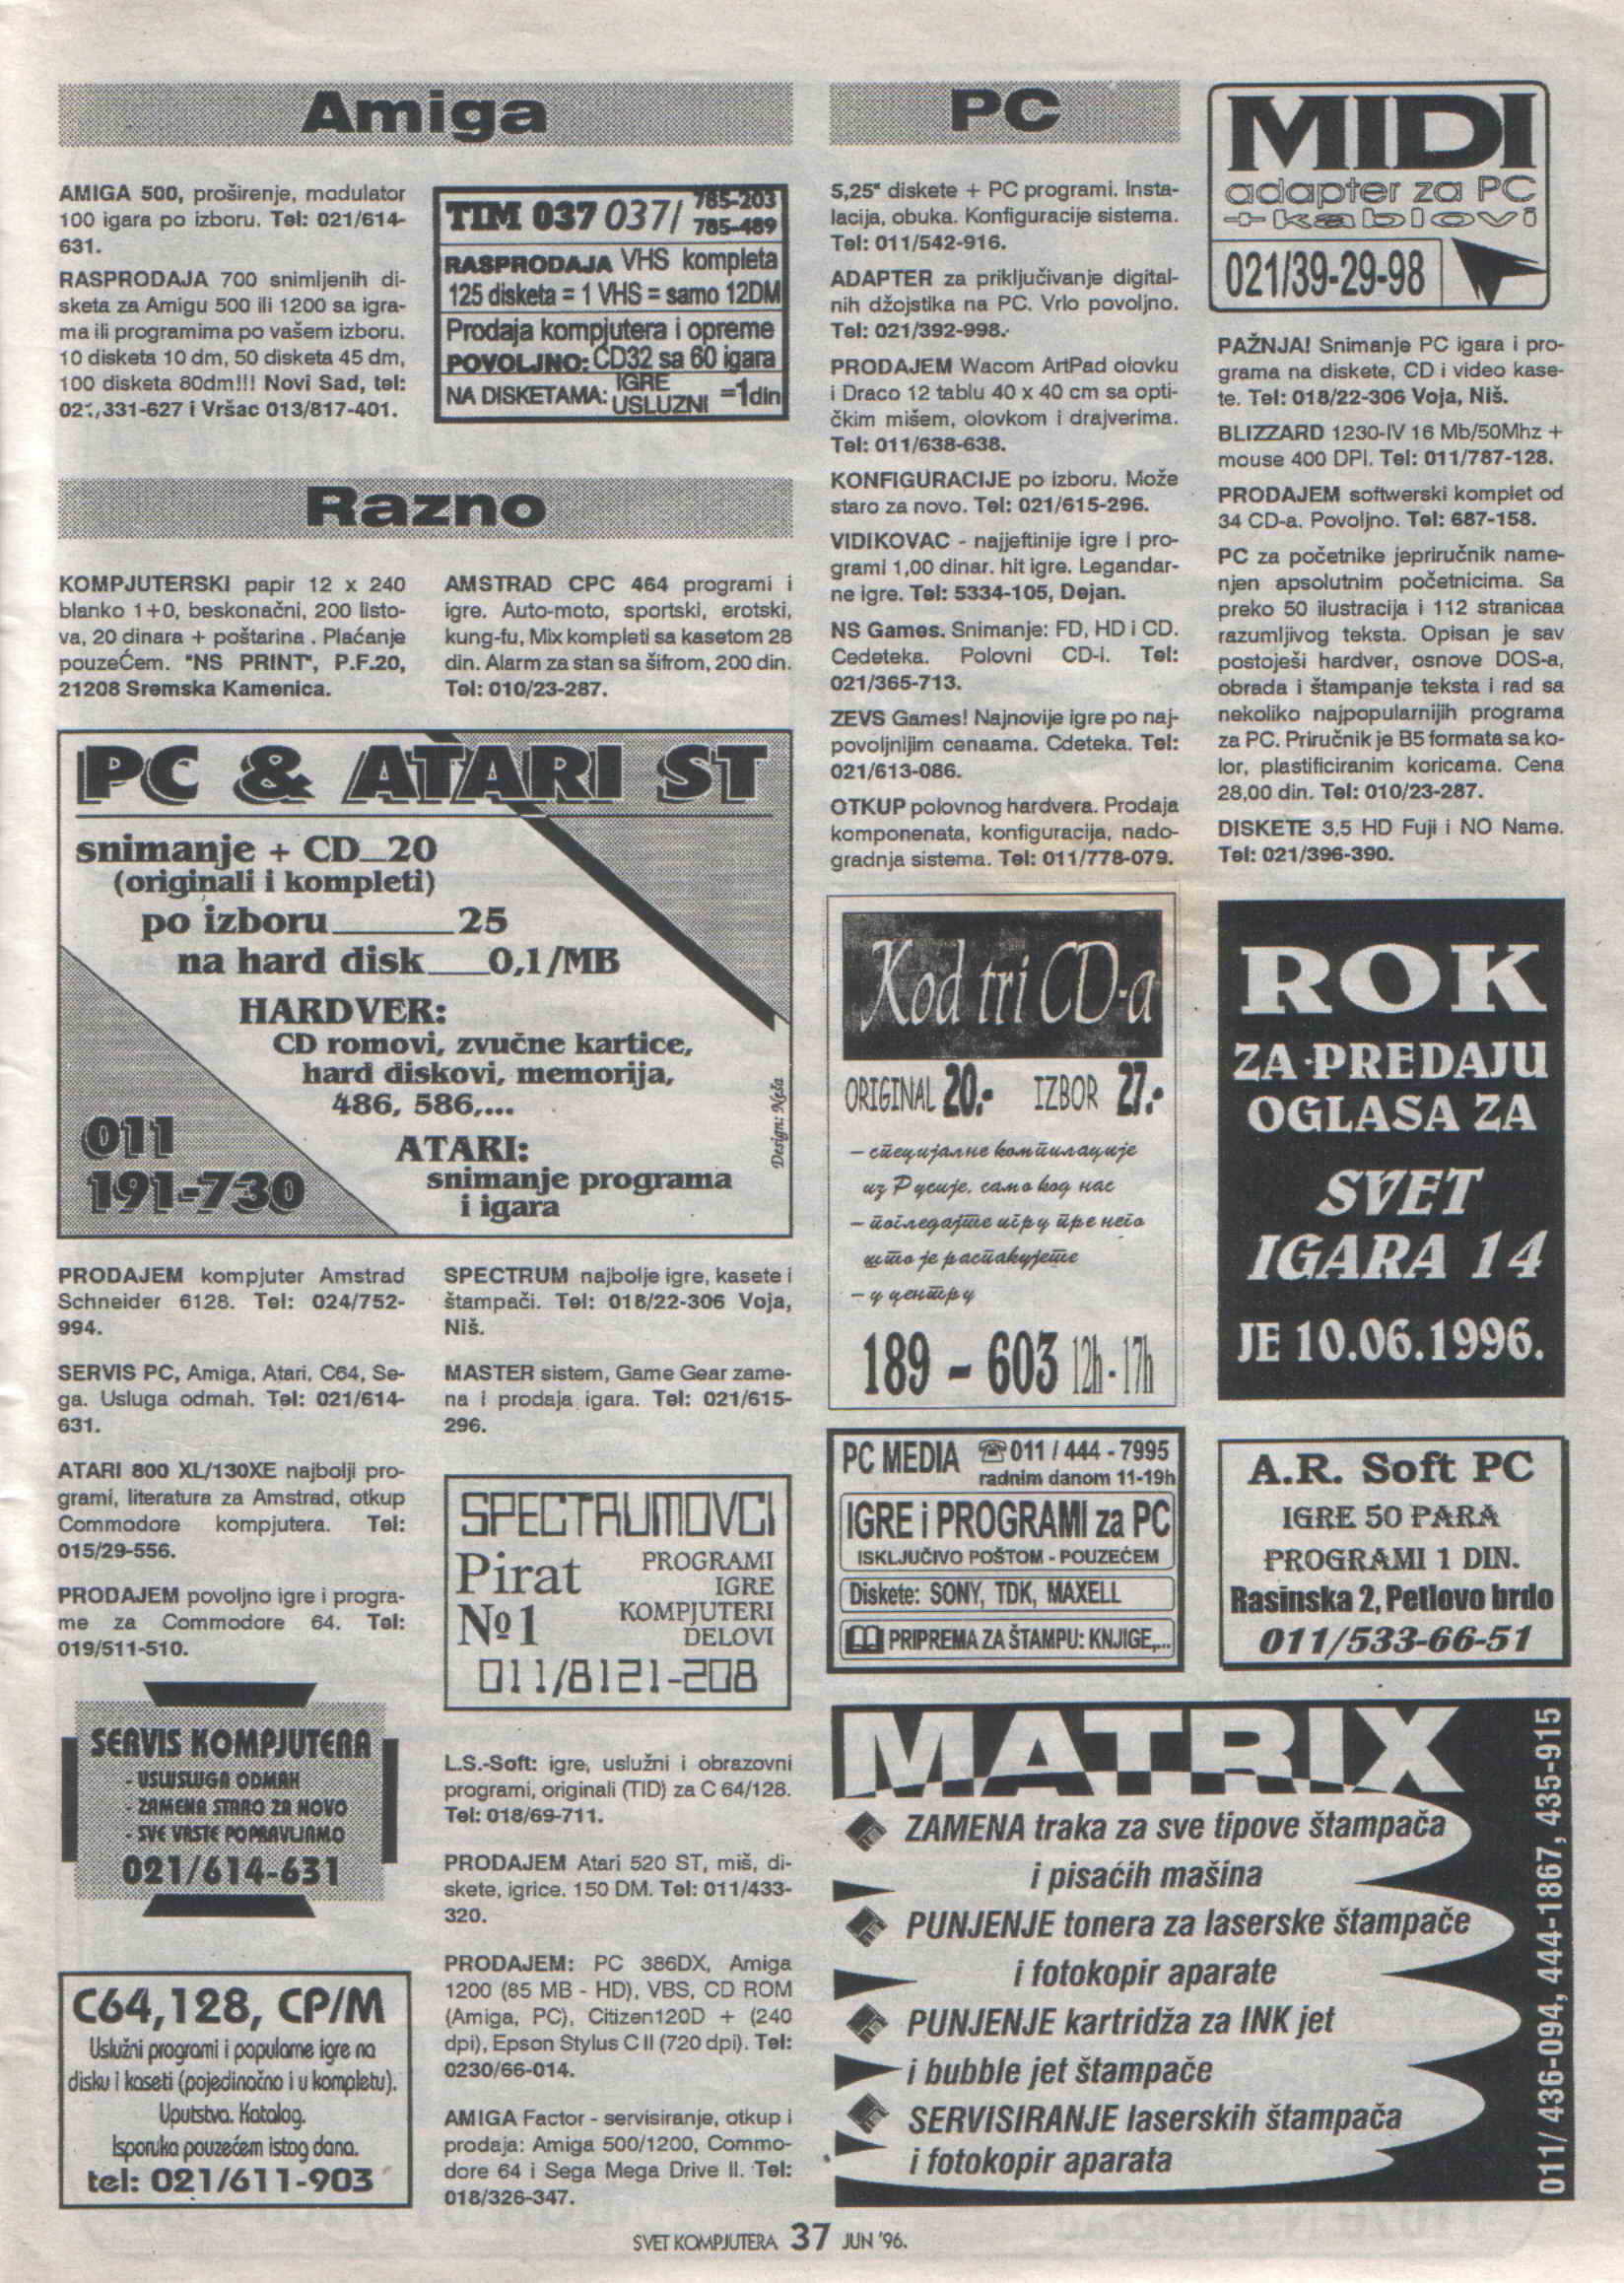 Amiga
AMIGA 500, proširenje, modulator
100 igara po izboru. Tel: 021/614-
631.
RASPRODAJA 700 snimljenih di-
sketa za Amigu 500 ili 1200 sa igra-
ma ili programima po vašem izboru.
10 disketa 10 dm, 50 disketa 45 dm,
100 disketa 80dm!!! Novi Sad, tel:
021,331-627 i Vršac 013/817-401.
TIM 037 037/ 785-203
785-489
RASPRODAJA VHS kompleta
125 disketa = 1 VHS = samo 12DM
Prodaja kompjutera i opreme
POVOLJNO: CD32 sa 60 igara
NA DISKETAMA: IGRE
USLUZNI =1din
Razno
KOMPJUTERSKI papir 12 x 240
blanko 1+0, beskonačni, 200 listo-
va, 20 dinara + poštarina . Plaćanje
pouzeĆem. "NS PRINT", P.F.20,
21208 Sremska Kamenica.
AMSTRAD CPC 464 programi i
igre. Auto-moto, sportski, erotski,
kung-fu, Mix kompleti sa kasetom 28
din. Alarm za stan sa šifrom, 200 din.
Tel: 010/23-287.
PC & ATARI ST
snimanje + CD_20
(originali i kompleti)
po izboru______25
na hard disk___0,1/MB
HARDVER:
CD romovi, zvučne kartice,
hard diskovi, memorija,
486, 586,...
ATARI:
snimanje programa
i igara
011
191-730
Design: Neša
PRODAJEM kompjuter Amstrad
Schneider 6128. Tel: 024/752-
994.
SERVIS PC, Amiga, Atari, C64, Se-
ga. Usluga odmah. Tel: 021/614-
631.
ATARI 800 XL/130XE najbolji pro-
grami, literatura za Amstrad, otkup
Commodore kompjutera. Tel:
015/29-556.
PRODAJEM povoljno igre i progra-
me za Commodore 64. Tel:
019/511-510.
SERVIS KOMPJUTERA
- USLUSLUGA ODMAH
- ZAMENA STARO ZA NOVO
- SVE VRSTE POPRAVLJAMO
021/614-631
C64,128, CP/M
Uslužni programi i popularne igre na
disku i kaseti (pojedinačno i u kompletu).
Uputstva. Katalog.
Isporuka pouzećem istog dana.
tel: 021/611-903
SPECTRUM najbolje igre, kasete i
štampači. Tel: 018/22-306 Voja,
Niš.
MASTER sistem, Game Gear zame-
na i prodaja igara. Tel: 021/615-
296.
SPECTRUMOVCI
Pirat
№1
PROGRAMI
IGRE
KOMPJUTERI
DELOVI
011/8121-208
L.S.-Soft: igre, uslužni i obrazovni
programi, originali (TID) za C 64/128.
Tel: 018/69-711.
PRODAJEM Atari 520 ST, miš, di-
skete, igrice. 150 DM. Tel: 011/433-
320.
PRODAJEM: PC 386DX, Amiga
1200 (85 MB - HD), VBS, CD ROM
(Amiga, PC), Citizen120D + (240
dpi), Epson Stylus C II (720 dpi). Tel:
0230/66-014.
AMIGA Factor - servisiranje, otkup i
prodaja: Amiga 500/1200, Commo-
dore 64 i Sega Mega Drive II. Tel:
018/326-347.
PC
5,25" diskete + PC programi. Insta-
lacija, obuka. Konfiguracije sistema.
Tel: 011/542-916.
ADAPTER za priključivanje digital-
nih džojstika na PC. Vrlo povoljno.
Tel: 021/392-998.
PRODAJEM Wacom ArtPad olovku
i Draco 12 tablu 40 x 40 cm sa opti-
čkim mišem, olovkom i drajverima.
Tel: 011/638-638.
KONFIGURACIJE po izboru. Može
staro za novo. Tel: 021/615-296.
VIDIKOVAC - najjeftinije igre i pro-
grami 1,00 dinar. hit igre. Legandar-
ne igre. Tel: 5334-105, Dejan.
NS Games. Snimanje: FD, HD i CD.
Cedeteka. Polovni CD-i. Tel:
021/365-713.
ZEVS Games! Najnovije igre po naj-
povoljnijim cenaama. Cdeteka. Tel:
021/613-086.
OTKUP polovnog hardvera. Prodaja
komponenata, konfiguracija, nado-
gradnja sistema. Tel: 011/778-079.
Kod tri CD-a
ORIGINAL 20.- IZBOR 27.-
– специјалне компилације
из Русије, само код нас
– погледајте игру пре него
што је распакујете
– у центру
189 - 603 12h - 17h
PC MEDIA ☎011 / 444 - 7995
radnim danom 11-19h
IGRE i PROGRAMI za PC
ISKLJUČIVO POŠTOM - POUZEĆEM
Diskete: SONY, TDK, MAXELL
PRIPREMA ZA ŠTAMPU: KNJIGE,...
MIDI
adapter za PC
+kablovi
021/39-29-98
PAŽNJA! Snimanje PC igara i pro-
grama na diskete, CD i video kase-
te. Tel: 018/22-306 Voja, Niš.
BLIZZARD 1230-IV 16 Mb/50Mhz +
mouse 400 DPI. Tel: 011/787-128.
PRODAJEM softwerski komplet od
34 CD-a. Povoljno. Tel: 687-158.
PC za početnike jepriručnik name-
njen apsolutnim početnicima. Sa
preko 50 ilustracija i 112 stranicaa
razumljivog teksta. Opisan je sav
postoješi hardver, osnove DOS-a,
obrada i štampanje teksta i rad sa
nekoliko najpopularnijih programa
za PC. Priručnik je B5 formata sa ko-
lor, plastificiranim koricama. Cena
28,00 din. Tel: 010/23-287.
DISKETE 3,5 HD Fuji i NO Name.
Tel: 021/396-390.
ROK
ZA PREDAJU
OGLASA ZA
SVET
IGARA 14
JE 10.06.1996.
A.R. Soft PC
IGRE 50 PARA
PROGRAMI 1 DIN.
Rasinska 2, Petlovo brdo
011/533-66-51
MATRIX
ZAMENA traka za sve tipove štampača
i pisaćih mašina
PUNJENJE tonera za laserske štampače
i fotokopir aparate
PUNJENJE kartridža za INK jet
i bubble jet štampače
SERVISIRANJE laserskih štampača
i fotokopir aparata
011/ 436-094, 444-1867, 435-915
SVET KOMPJUTERA 37 JUN '96.